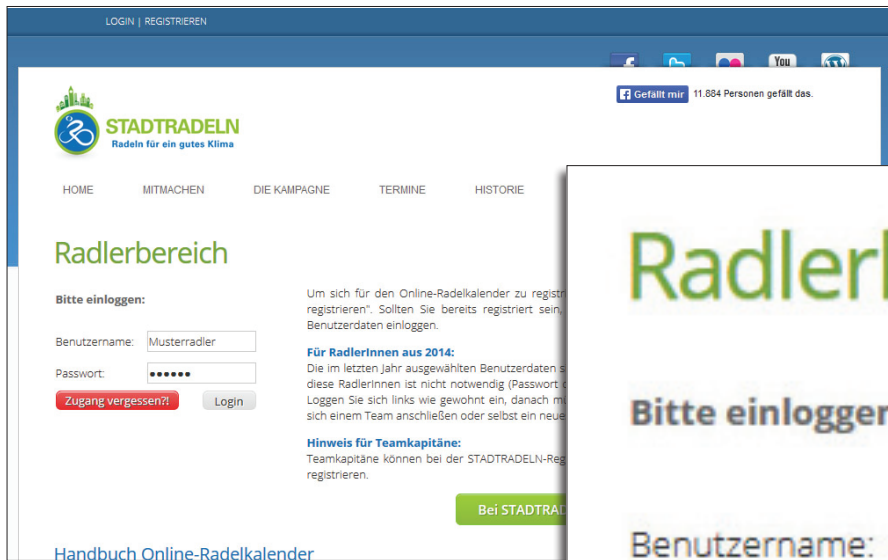 LOGIN | REGISTRIEREN
You
Gefällt mir 11.884 Personen gefällt das.
STADTRADELN
Radeln für ein gutes Klima
HOME MITMACHEN DIE KAMPAGNE TERMINE HISTORIE
Radlerbereich
Bitte einloggen:
Benutzername: Musterradler
Passwort: ••••••
Zugang vergessen?! Login
Um sich für den Online-Radelkalender zu registr
registrieren". Sollten Sie bereits registriert sein,
Benutzerdaten einloggen.
Für RadlerInnen aus 2014:
Die im letzten Jahr ausgewählten Benutzerdaten s
diese RadlerInnen ist nicht notwendig (Passwort
Loggen Sie sich links wie gewohnt ein, danach mü
sich einem Team anschließen oder selbst ein neue
Hinweis für Teamkapitäne:
Teamkapitäne können bei der STADTRADELN-Reg
registrieren.
Bei STADTRAD
Handbuch Online-Radelkalender
Radler
Bitte einloggen
Benutzername: